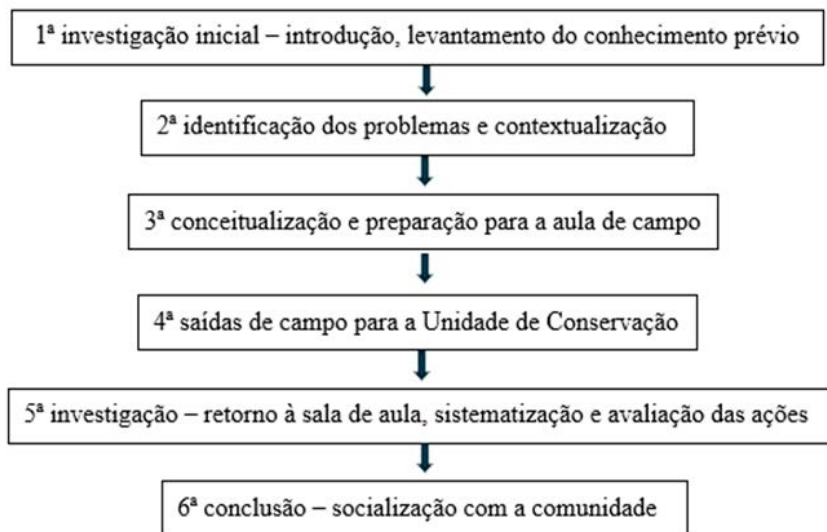 1ª investigação inicial – introdução, levantamento do conhecimento prévio
2ª identificação dos problemas e contextualização
3ª conceitualização e preparação para a aula de campo
4ª saídas de campo para a Unidade de Conservação
5ª investigação – retorno à sala de aula, sistematização e avaliação das ações
6ª conclusão – socialização com a comunidade